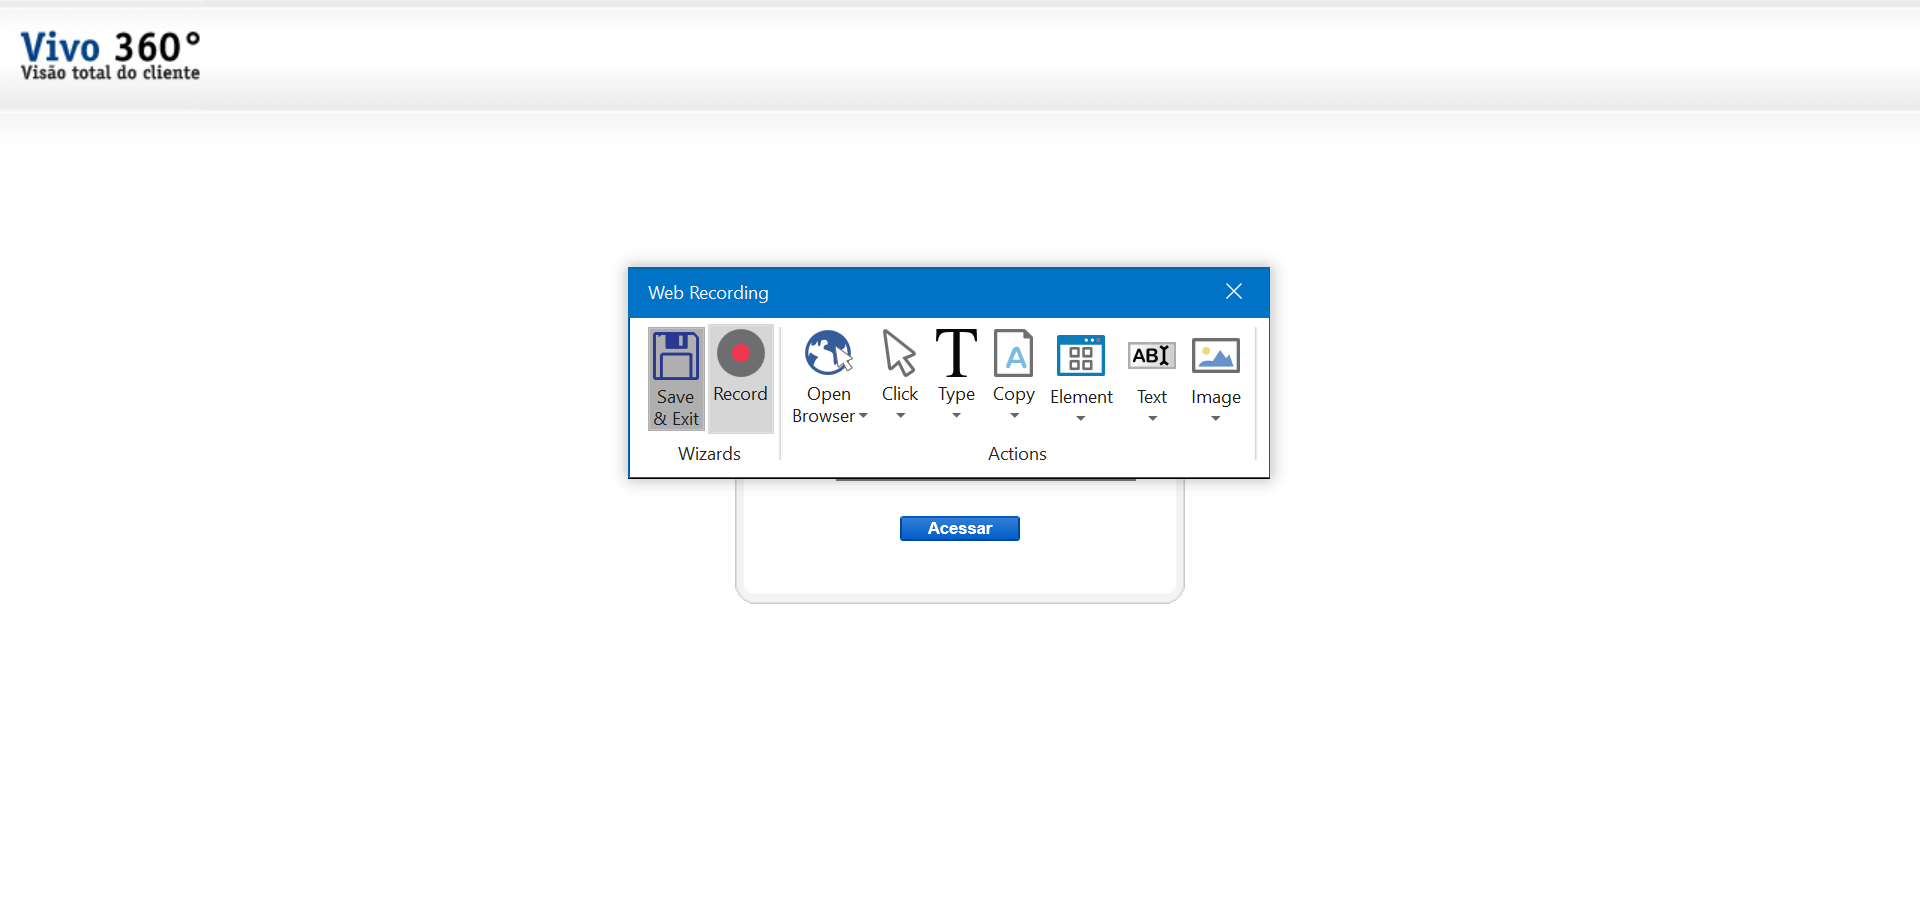 Vivo 360°
Visão total do cliente
Web Recording
Save
& Exit
Record
Open
Browser
Click
Type
Copy
A
Element
ABI
Text
Image
Wizards
Actions
Acessar